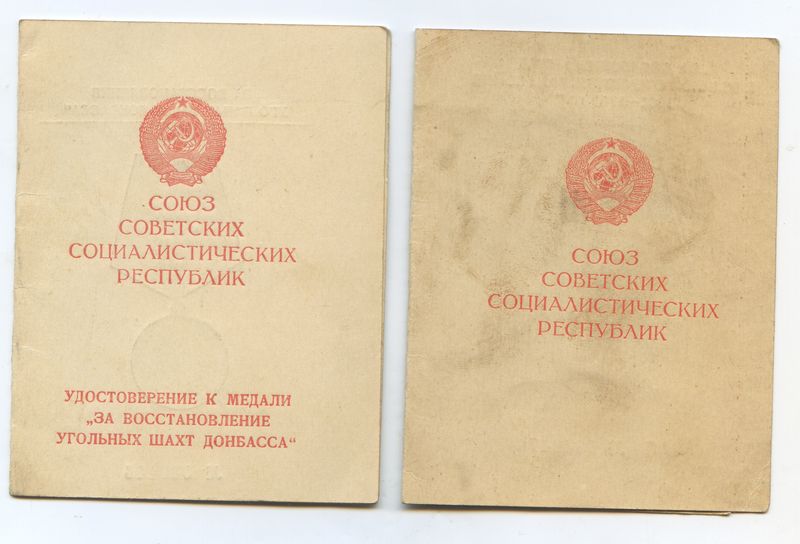 СОЮЗ
СОВЕТСКИХ
СОЦИАЛИСТИЧЕСКИХ
РЕСПУБЛИК
УДОСТОВЕРЕНИЕ К МЕДАЛИ
„ЗА ВОССТАНОВЛЕНИЕ
УГОЛЬНЫХ ШАХТ ДОНБАССА“
СОЮЗ
СОВЕТСКИХ
СОЦИАЛИСТИЧЕСКИХ
РЕСПУБЛИК